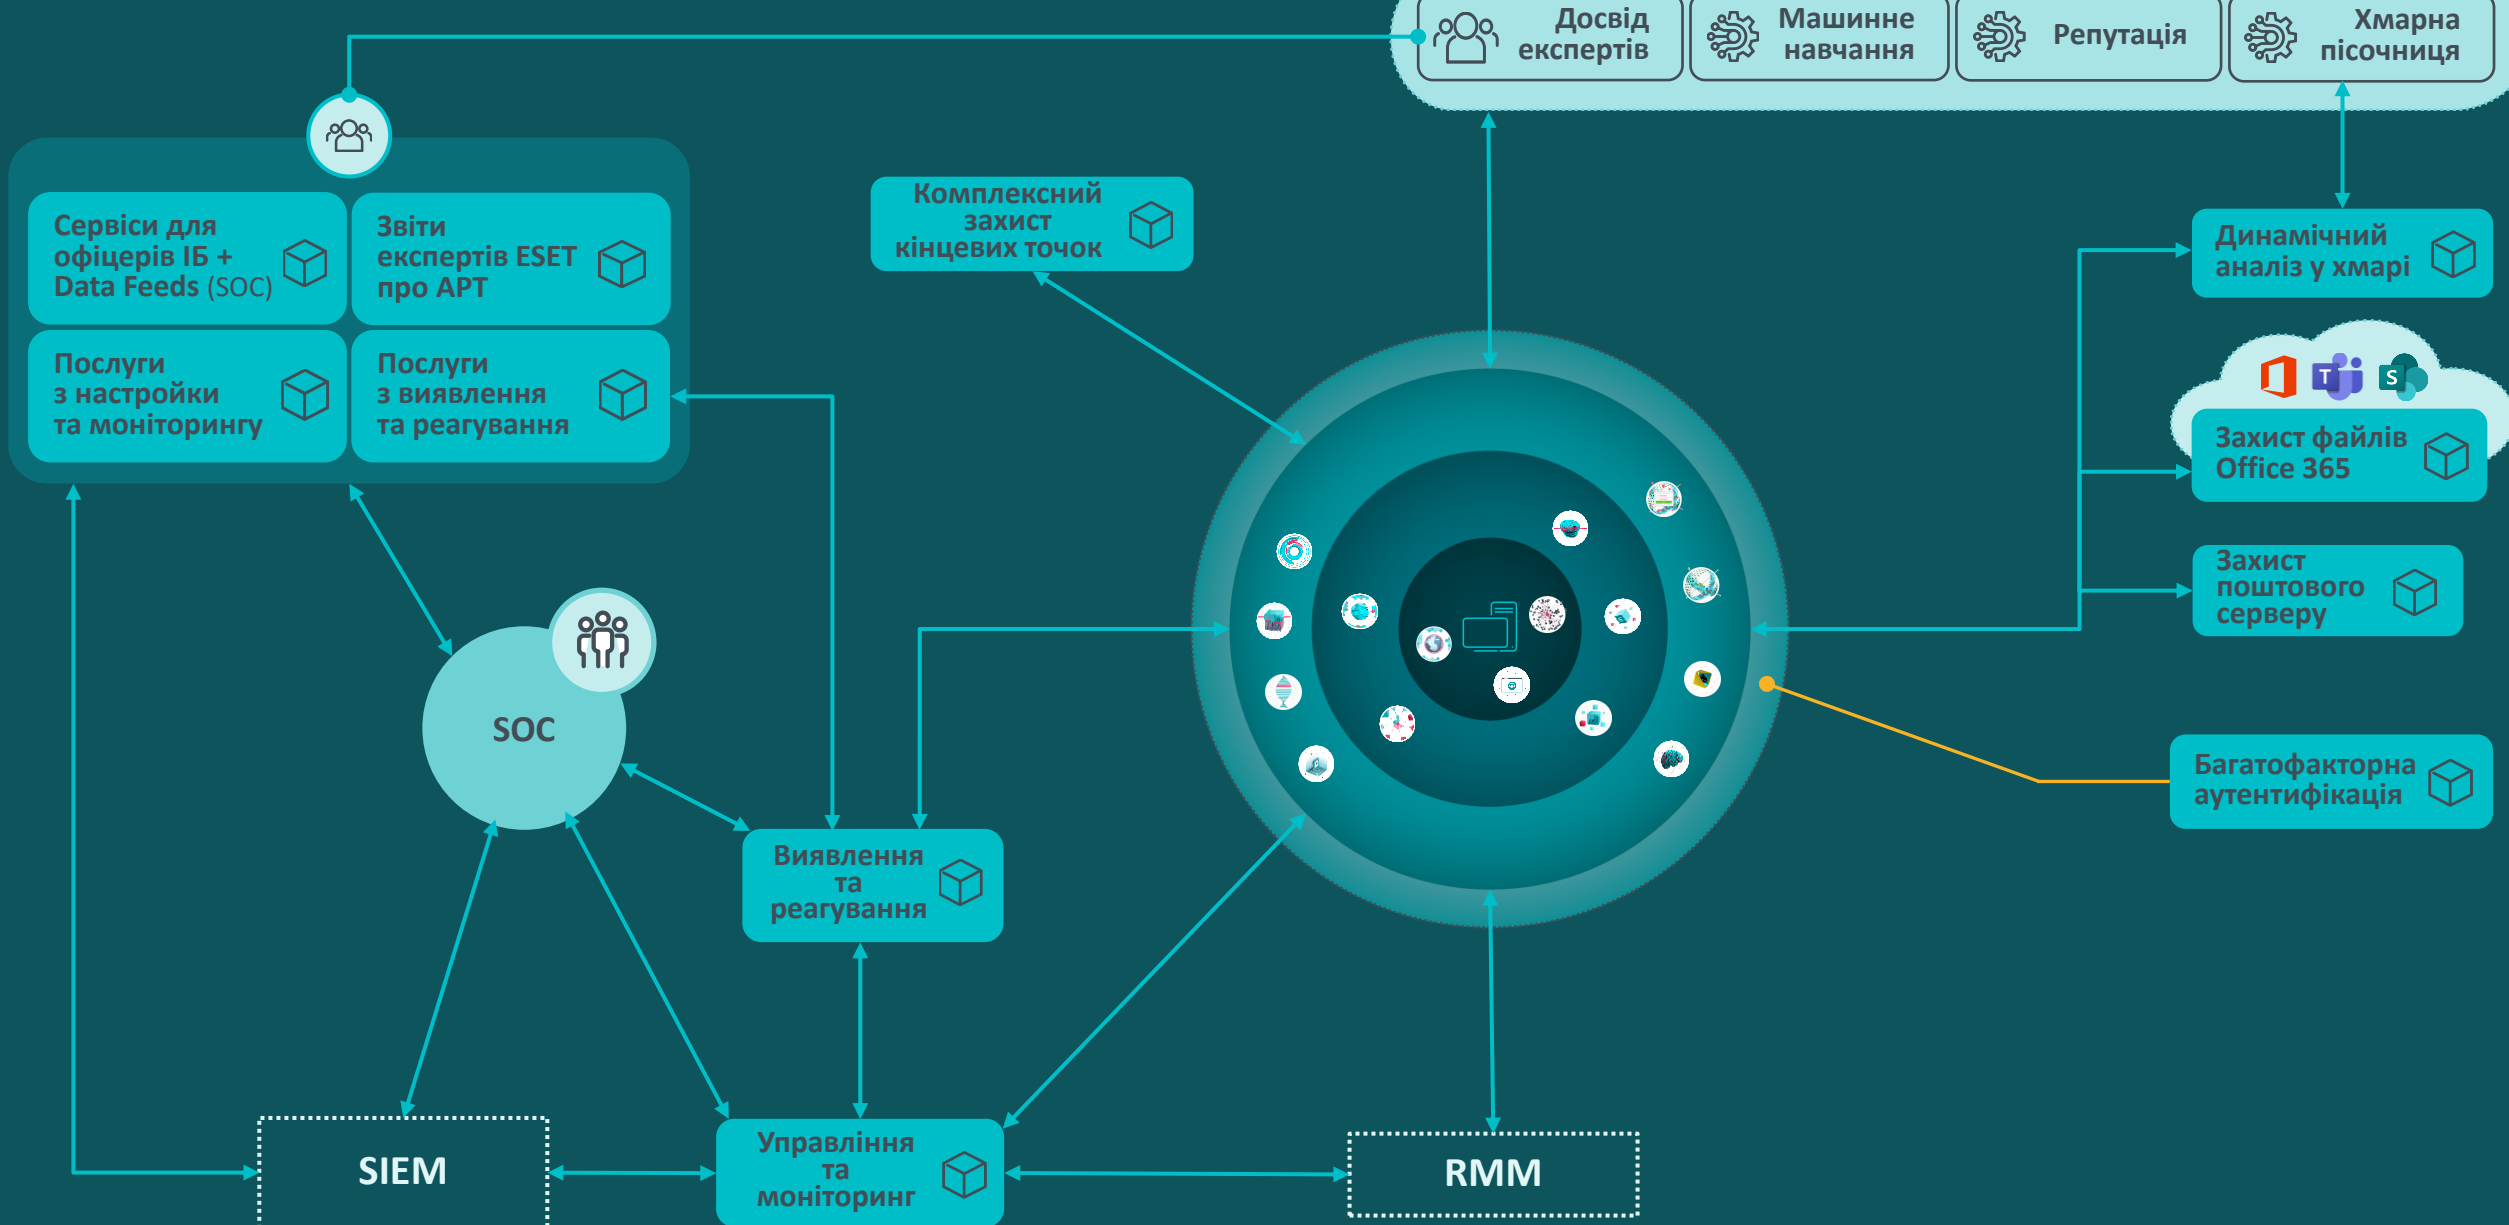 Досвід
експертів
Машинне
навчання
Репутація
Хмарна
пісочниця
Сервіси для
офіцерів ІБ +
Data Feeds (SOC)
Звіти
експертів ESET
про APT
Послуги
з настройки
та моніторингу
Послуги
з виявлення
та реагування
Комплексний
захист
кінцевих точок
Динамічний
аналіз у хмарі
T
S
Захист файлів
Office 365
Захист
поштового
серверу
Багатофакторна
аутентифікація
SOC
Виявлення
та
реагування
SIEM
Управління
та
моніторинг
RMM